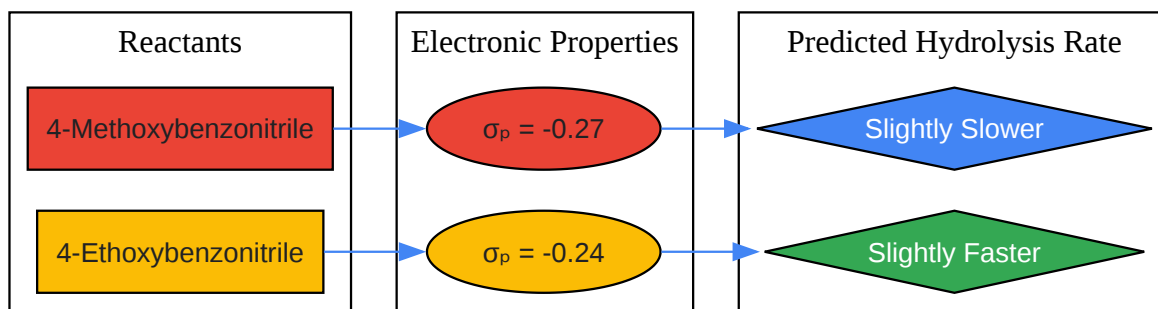 Reactants
Electronic Properties
Predicted Hydrolysis Rate
4-Methoxybenzonitrile
σₚ = -0.27
Slightly Slower
4-Ethoxybenzonitrile
σₚ = -0.24
Slightly Faster